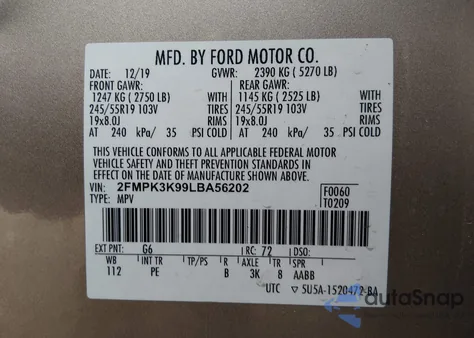 MFD. BY FORD MOTOR CO.
DATE: 12/19 GVWR: 2390 KG (5270 LB)
FRONT GAWR: REAR GAWR:
1247 KG (2750 LB) WITH 1145 KG (2525 LB) WITH
245/55R19 103V TIRES 245/55R19 103V TIRES
19x8.0J RIMS 19x8.0J RIMS
AT 240 kPa/ 35 PSI COLD AT 240 kPa/ 35 PSI COLD
THIS VEHICLE CONFORMS TO ALL APPLICABLE FEDERAL MOTOR
VEHICLE SAFETY AND THEFT PREVENTION STANDARDS IN
EFFECT ON THE DATE OF MANUFACTURE SHOWN ABOVE.
VIN: 2FMPK3K99LBA56202 F0060
TYPE: MPV T0209
EXT PNT: G6 RC: 72 DSO:
WB INT TR TP/PS R AXLE TR SPR
112 PE B 3K 8 AABB
UTC ▽ 5U5A-1520472-BA
autoSnap